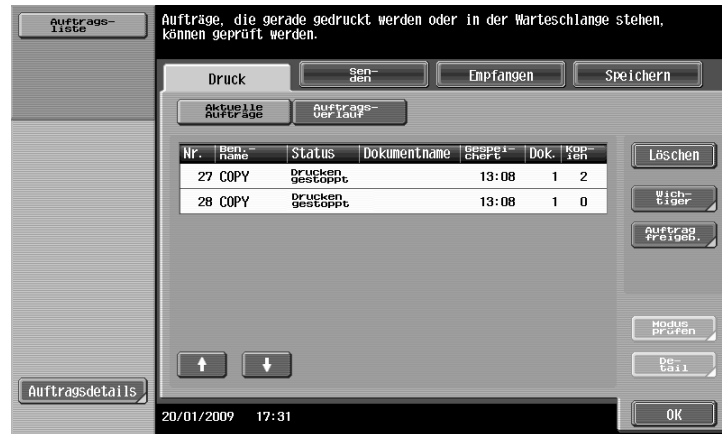 Auftrags-
liste
Aufträge, die gerade gedruckt werden oder in der Warteschlange stehen,
können geprüft werden.
Druck
Sen-
den
Empfangen
Speichern
Aktuelle
Aufträge
Auftrags-
verlauf
Nr. Ben.-
name Status Dokumentname Gespei-
chert Dok. Kop-
ien
27 COPY Drucken
gestoppt 13:08 1 2
28 COPY Drucken
gestoppt 13:08 1 0
Löschen
Wich-
tiger
Auftrag
freigeb.
Modus
prüfen
De-
tail
Auftragsdetails
20/01/2009 17:31
OK